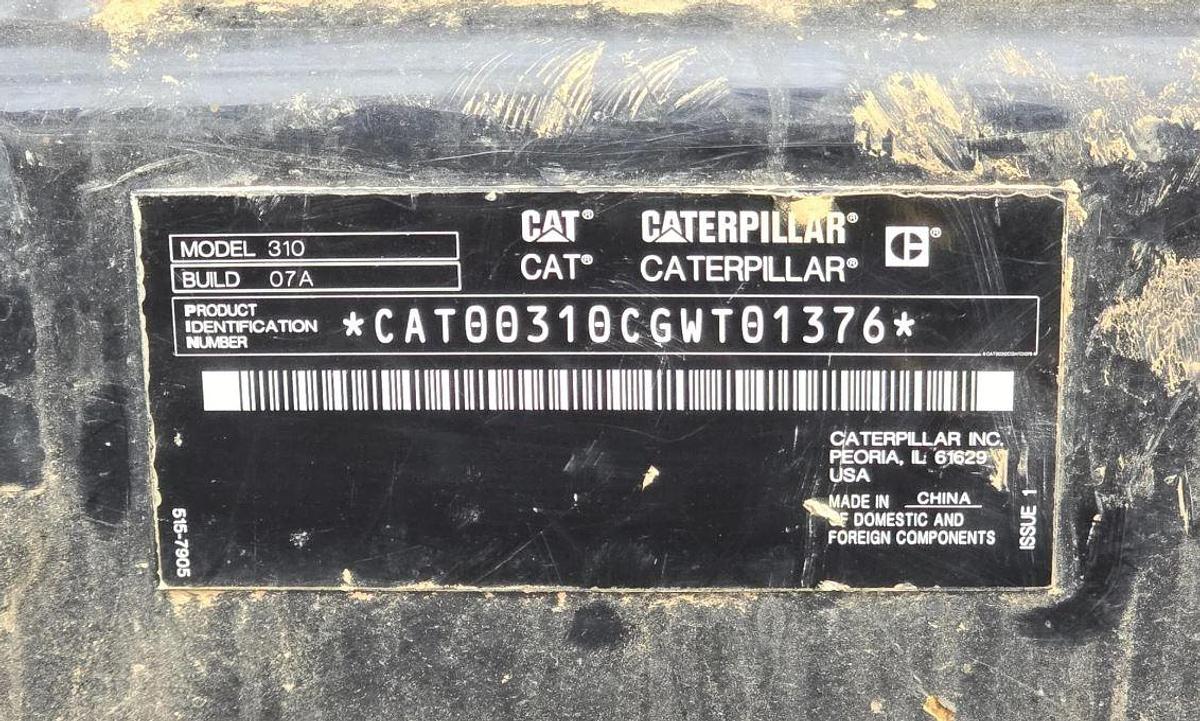 CAT® CATERPILLAR® ®
CAT® CATERPILLAR®
MODEL 310
BUILD 07A
PRODUCT
IDENTIFICATION
NUMBER
*CAT00310CGWT01376*
CATERPILLAR INC.
PEORIA, IL 61629
USA
MADE IN CHINA
OF DOMESTIC AND
FOREIGN COMPONENTS
515-7905
ISSUE 1